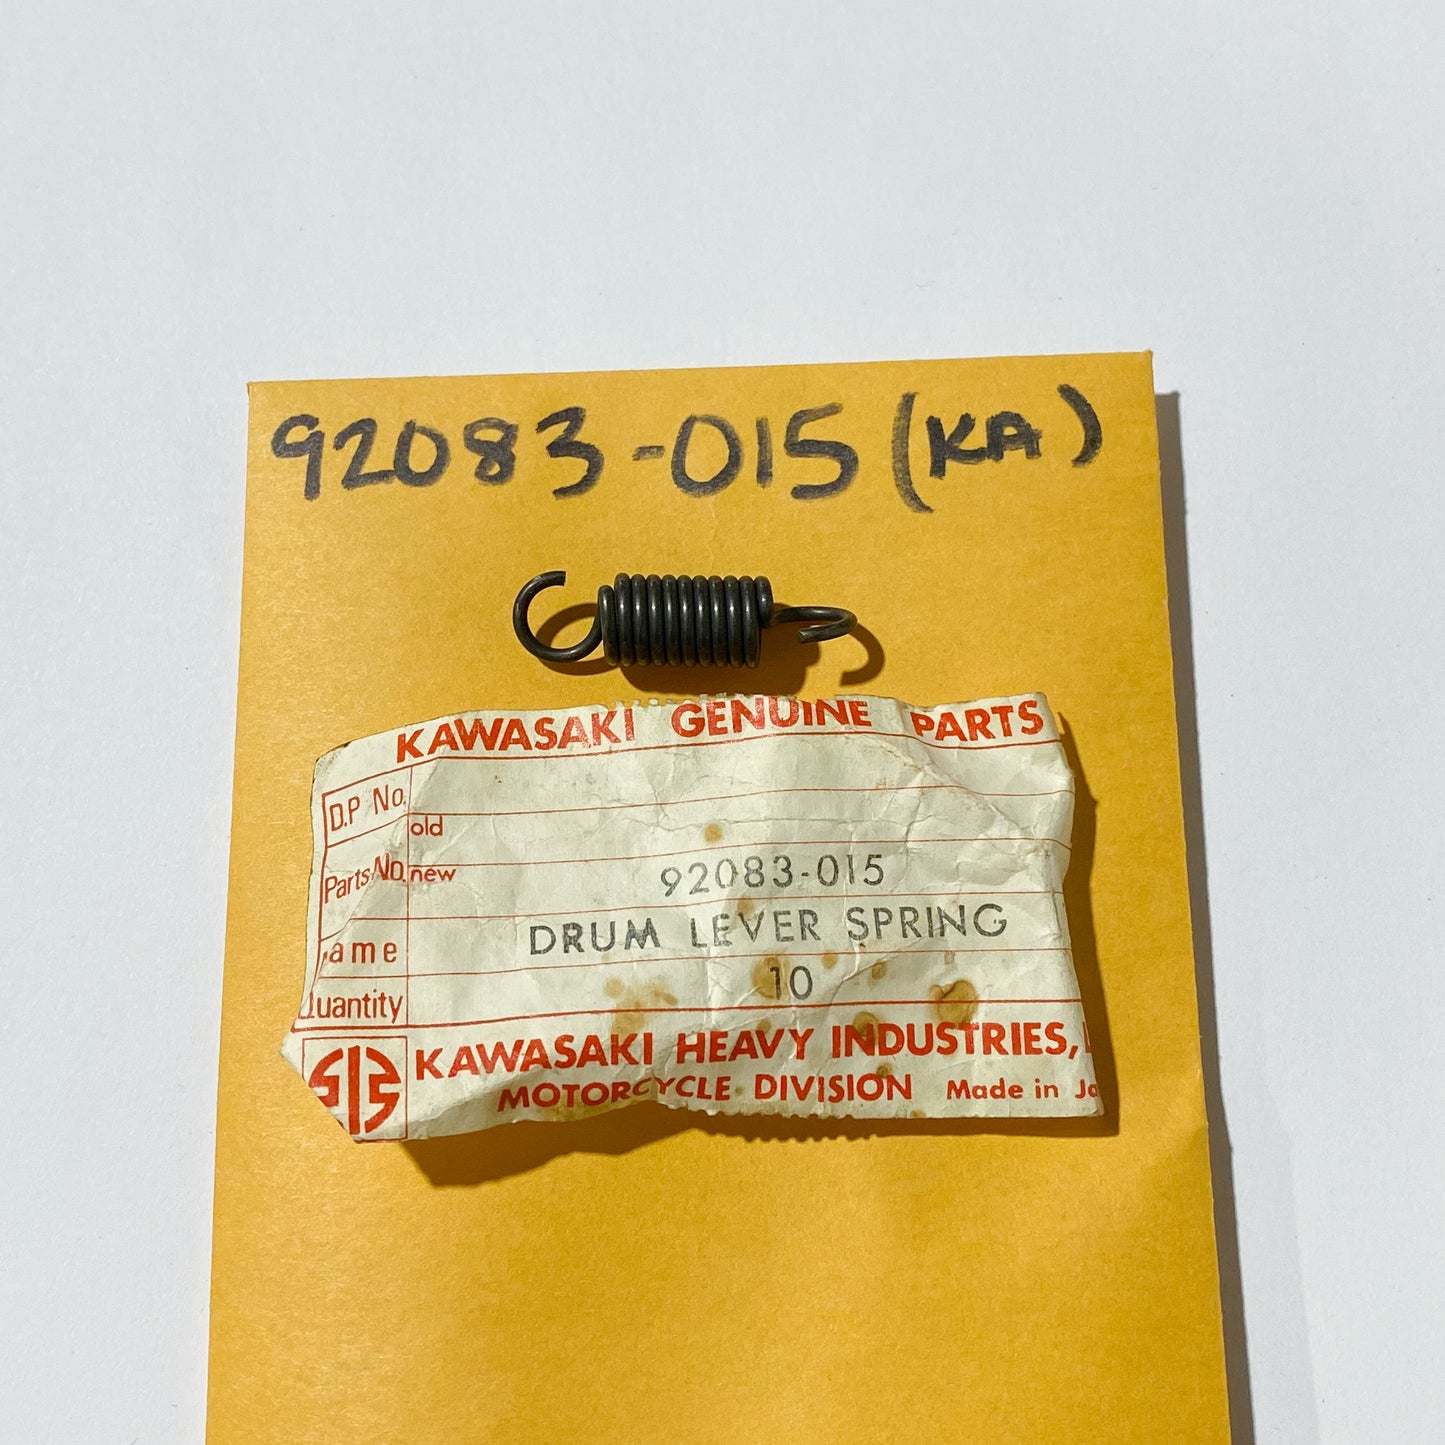 92083-015 (KA)
KAWASAKI GENUINE PARTS
D.P No.
old
Parts No. new 92083-015
ame DRUM LEVER SPRING
uantity 10
KAWASAKI HEAVY INDUSTRIES,
MOTORCYCLE DIVISION Made in Ja